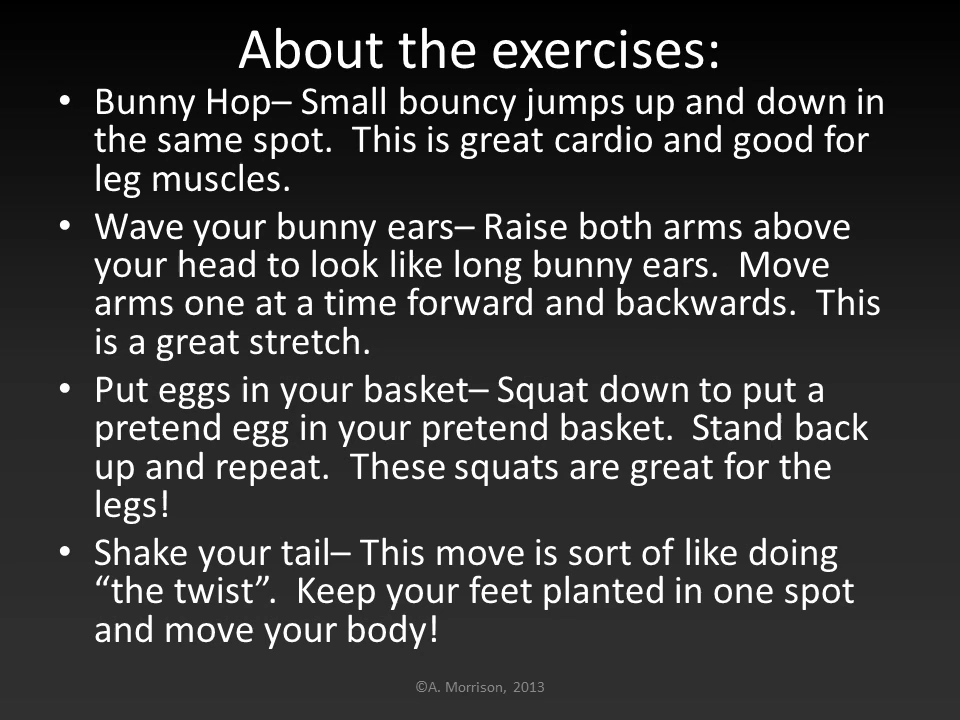 About the exercises:
• Bunny Hop– Small bouncy jumps up and down in
the same spot.  This is great cardio and good for
leg muscles.
• Wave your bunny ears– Raise both arms above
your head to look like long bunny ears.  Move
arms one at a time forward and backwards.  This
is a great stretch.
• Put eggs in your basket– Squat down to put a
pretend egg in your pretend basket.  Stand back
up and repeat.  These squats are great for the
legs!
• Shake your tail– This move is sort of like doing
“the twist”.  Keep your feet planted in one spot
and move your body!
©A. Morrison, 2013